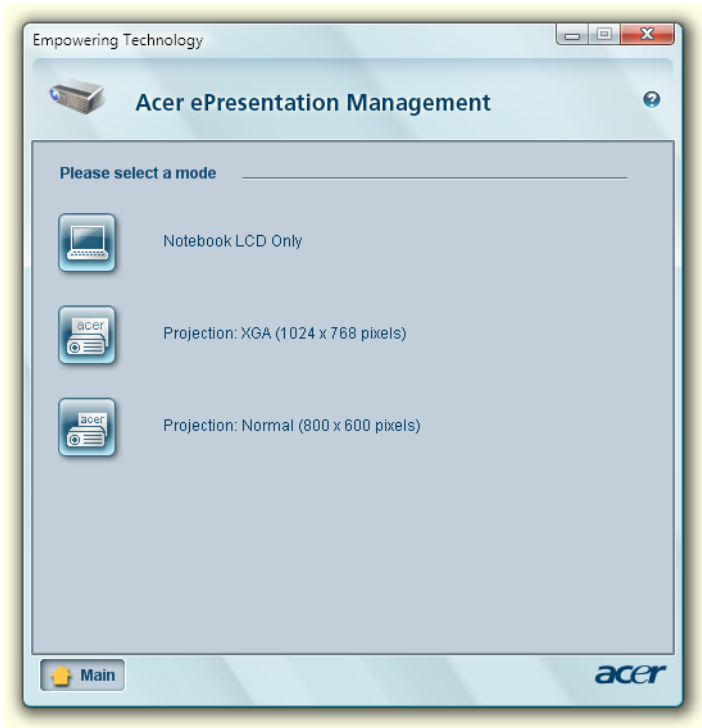 Empowering Technology
Acer ePresentation Management
?
Please select a mode
Notebook LCD Only
acer
Projection: XGA (1024 x 768 pixels)
acer
Projection: Normal (800 x 600 pixels)
Main
acer